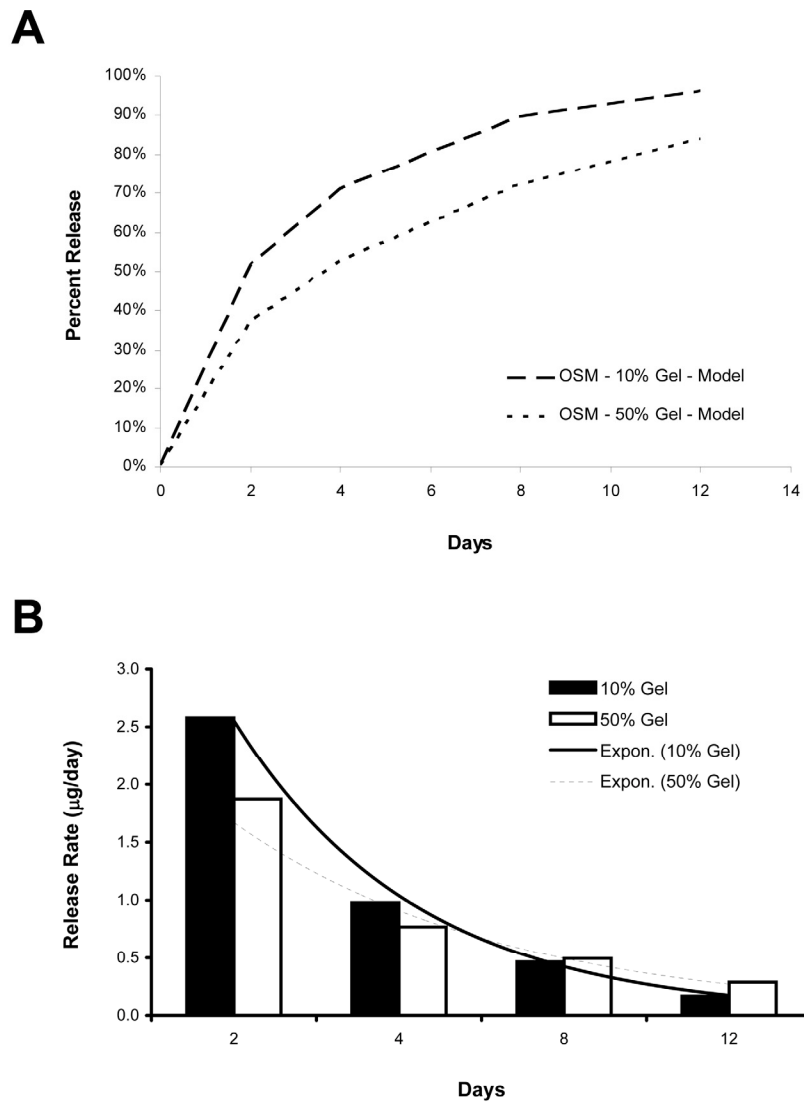 A
100%
90%
80%
70%
60%
50%
40%
30%
20%
10%
0%
Percent Release
OSM - 10% Gel - Model
OSM - 50% Gel - Model
0 2 4 6 8 10 12 14
Days
B
3.0
2.5
2.0
1.5
1.0
0.5
0.0
Release Rate (μg/day)
10% Gel
50% Gel
Expon. (10% Gel)
Expon. (50% Gel)
2 4 8 12
Days